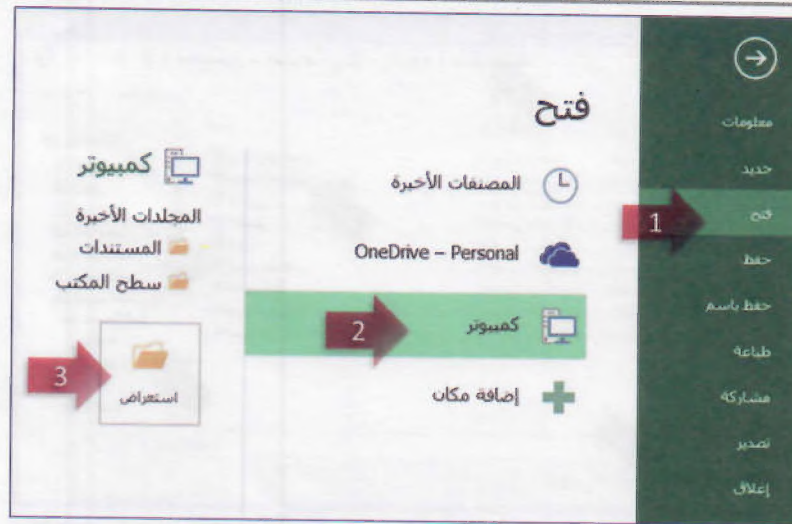 معلومات
جديد
فتح
حفظ
حفظ باسم
طباعة
مشاركة
تصدير
إغلاق
1
فتح
المصنفات الأخيرة
OneDrive – Personal
كمبيوتر
2
إضافة مكان
كمبيوتر
المجلدات الأخيرة
المستندات
سطح المكتب
استعراض
3